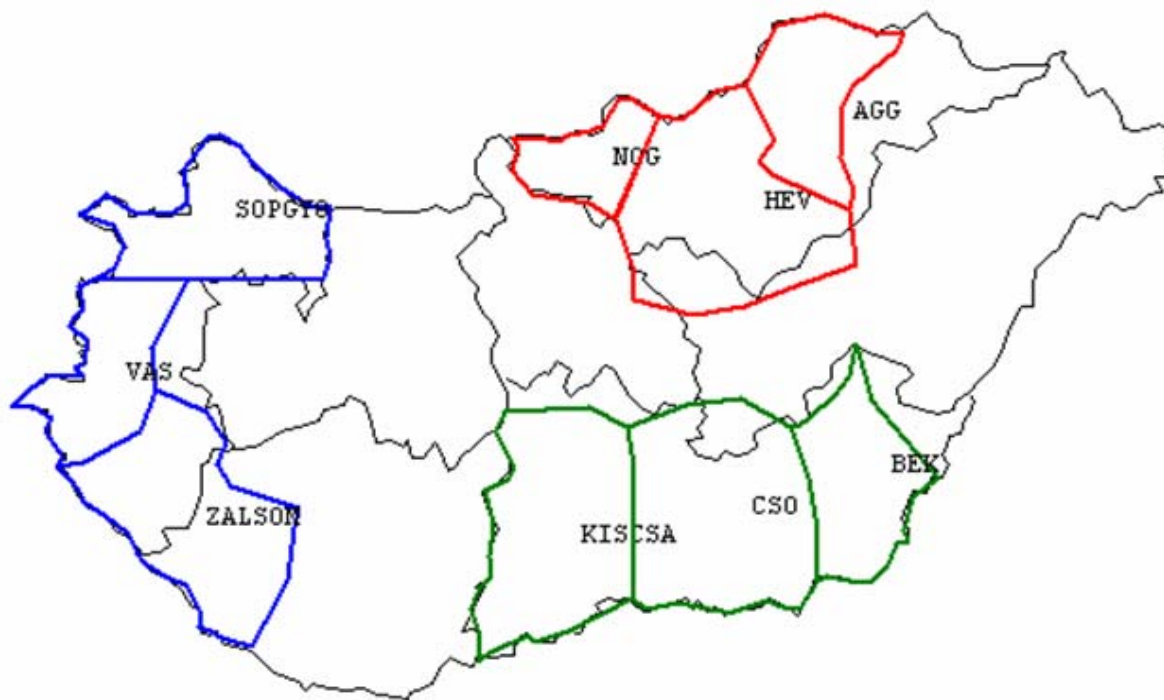 AGG
NOG
HEV
SOPGYO
VAS
BEK
CSO
ZALSOM
KISCSA